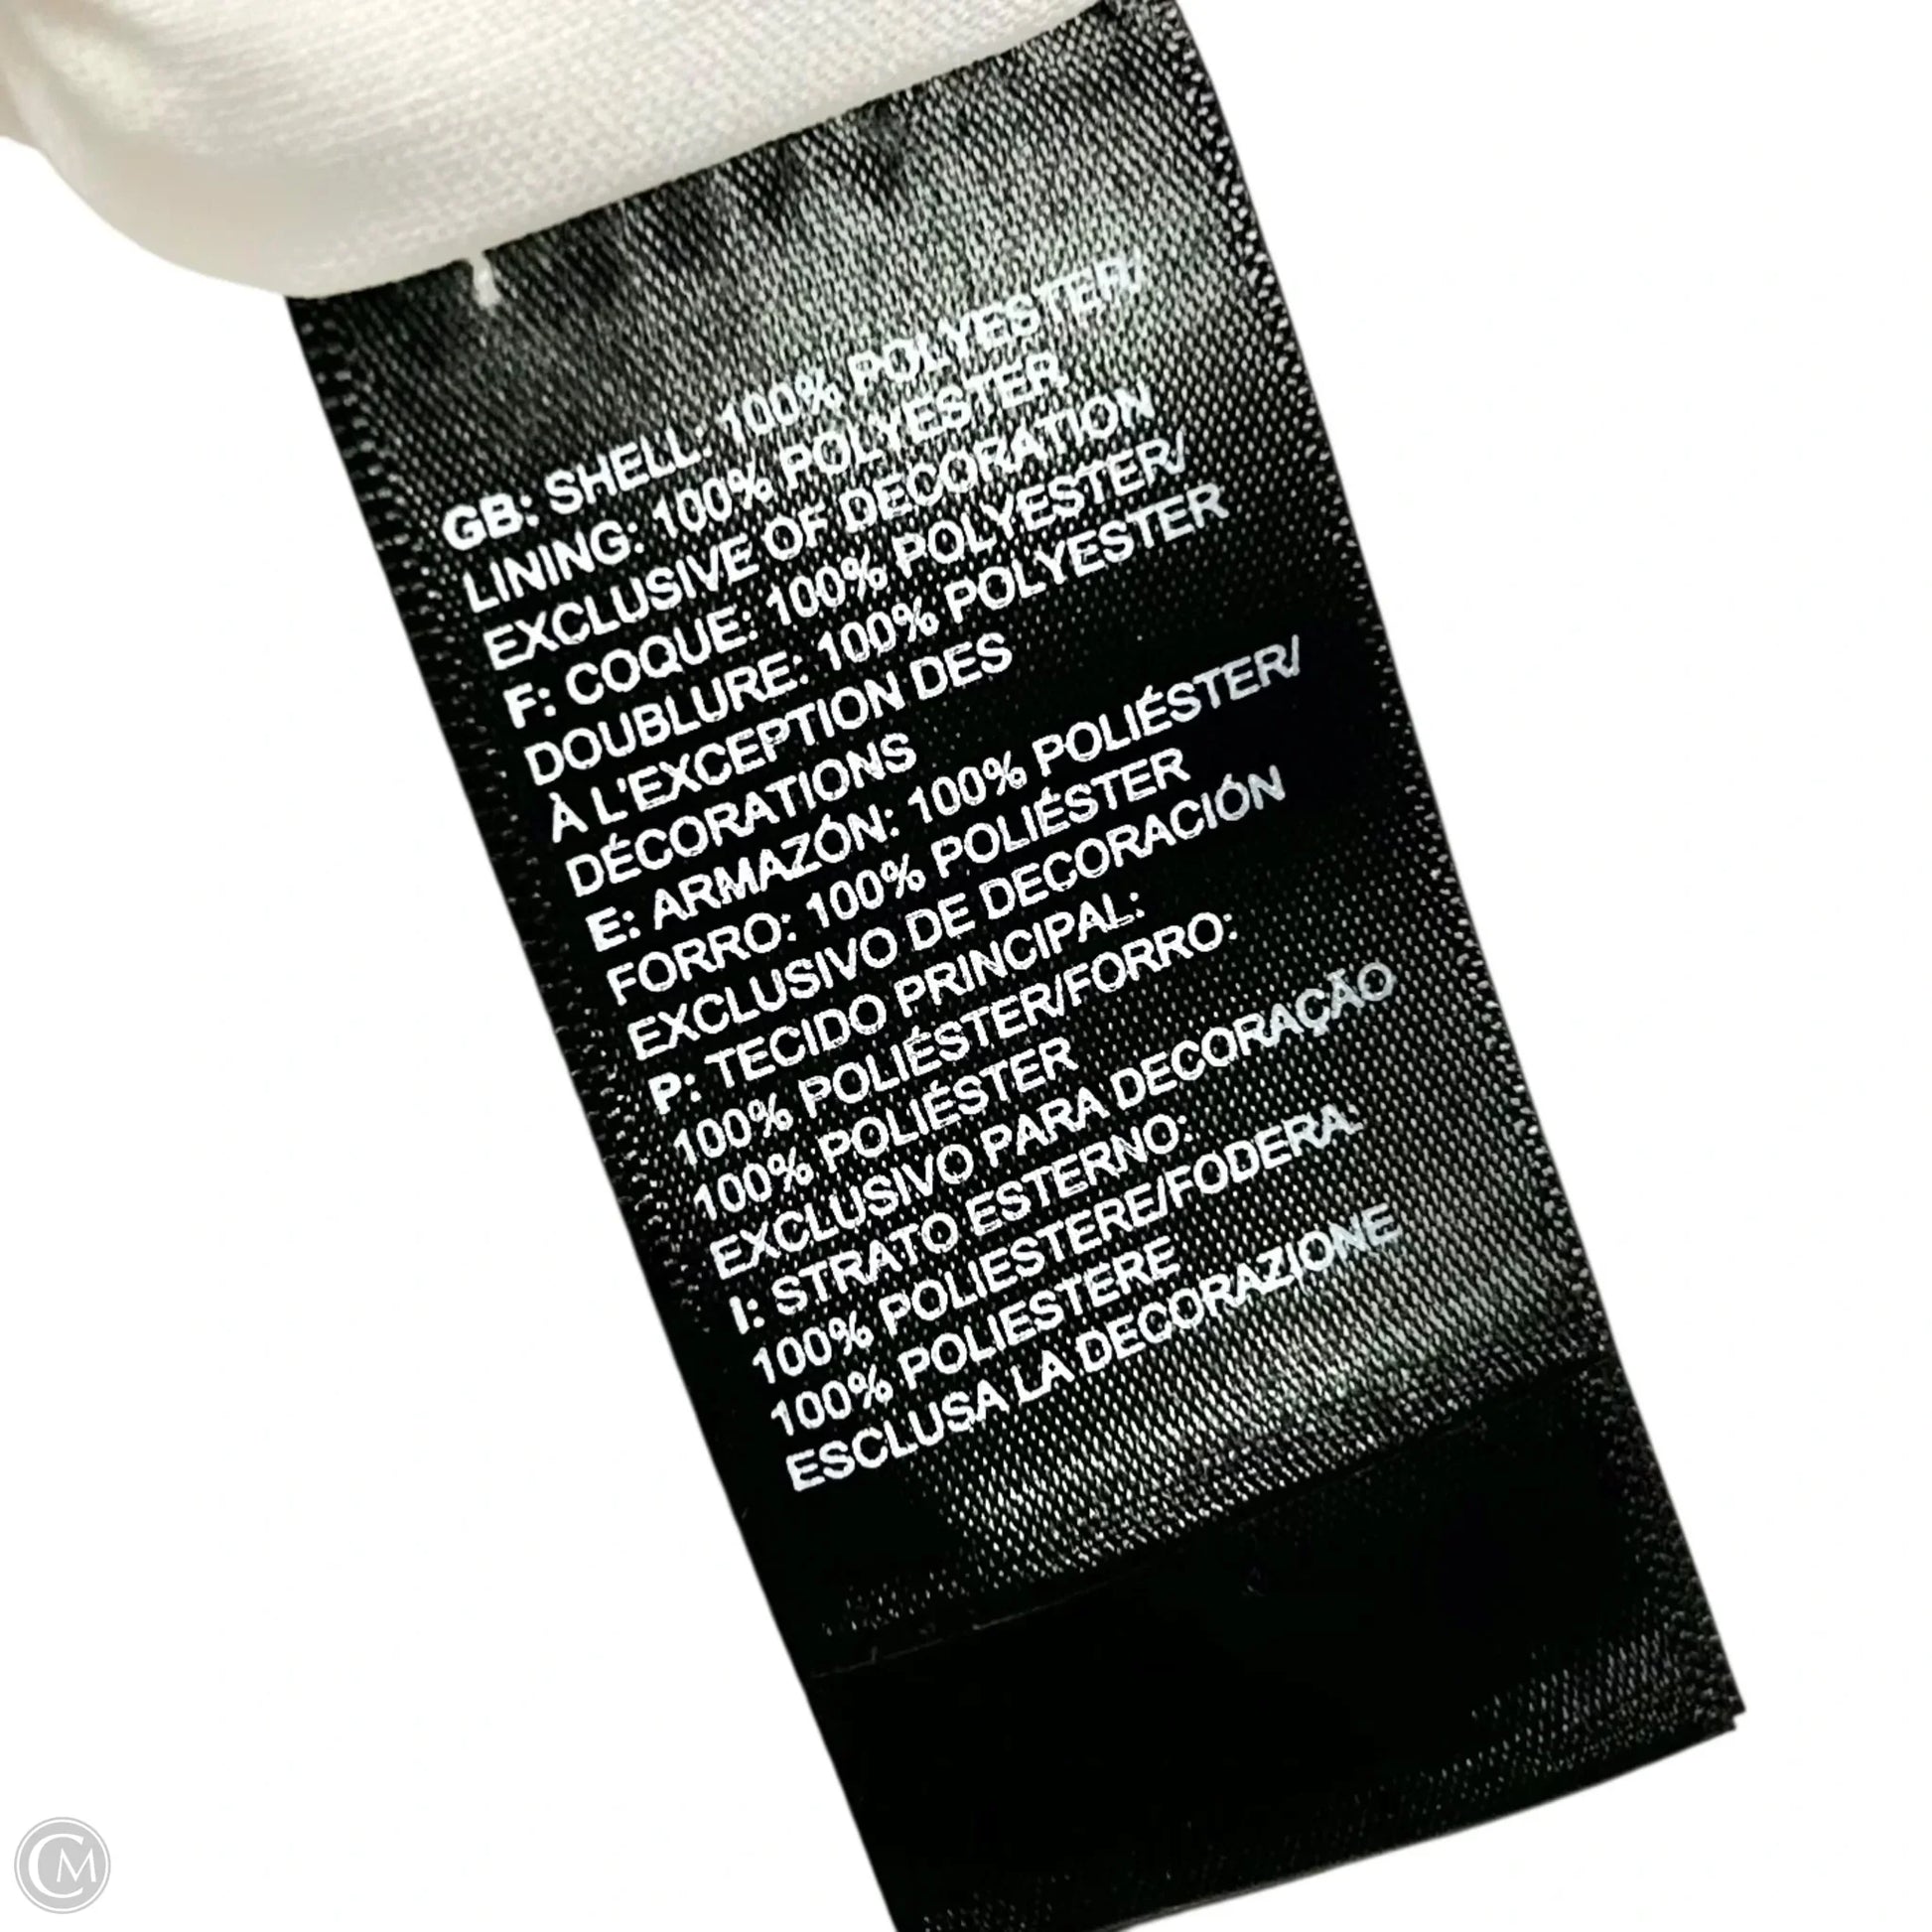 GB: SHELL: 100% POLYESTER/
LINING: 100% POLYESTER
EXCLUSIVE OF DECORATION
F: COQUE: 100% POLYESTER/
DOUBLURE: 100% POLYESTER
À L'EXCEPTION DES
DÉCORATIONS
E: ARMAZÓN: 100% POLIÉSTER/
FORRO: 100% POLIÉSTER
EXCLUSIVO DE DECORACIÓN
P: TECIDO PRINCIPAL:
100% POLIÉSTER/FORRO:
100% POLIÉSTER
EXCLUSIVO PARA DECORAÇÃO
I: STRATO ESTERNO:
100% POLIESTERE/FODERA:
100% POLIESTERE
ESCLUSA LA DECORAZIONE
CM